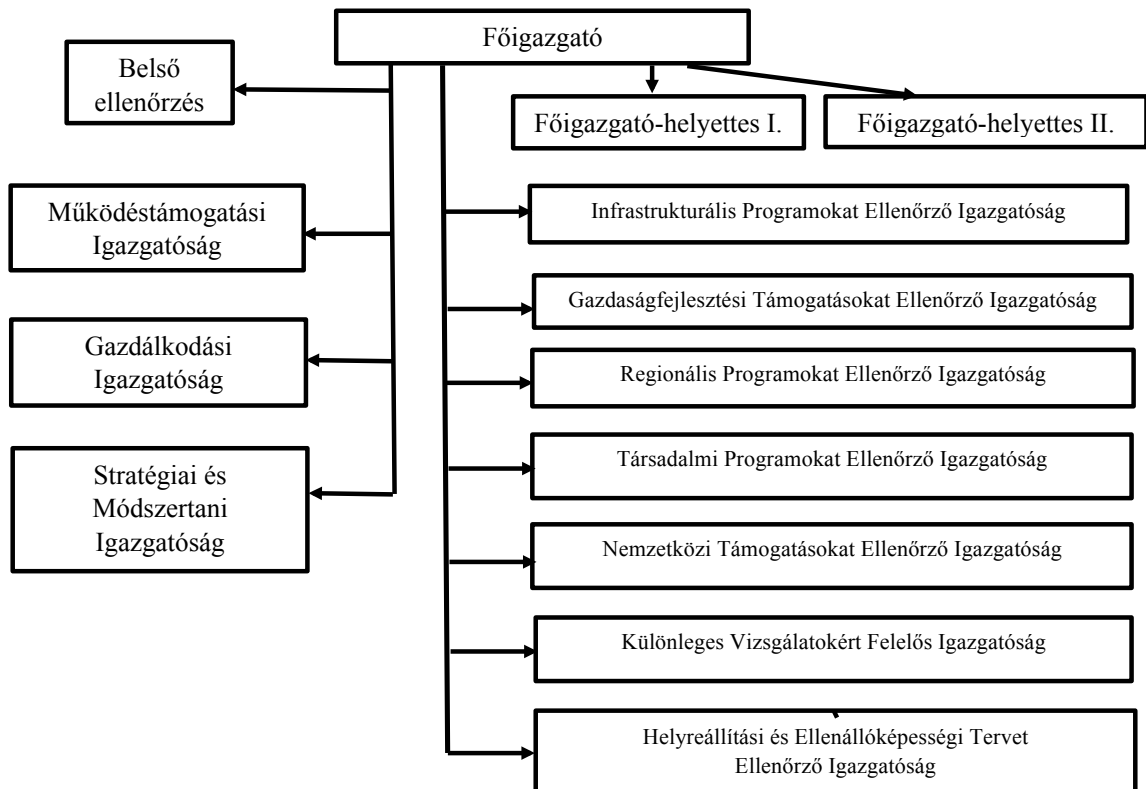 Főigazgató
Belső
ellenőrzés
Főigazgató-helyettes I.
Főigazgató-helyettes II.
Működéstámogatási
Igazgatóság
Gazdálkodási
Igazgatóság
Stratégiai és
Módszertani
Igazgatóság
Infrastrukturális Programokat Ellenőrző Igazgatóság
Gazdaságfejlesztési Támogatásokat Ellenőrző Igazgatóság
Regionális Programokat Ellenőrző Igazgatóság
Társadalmi Programokat Ellenőrző Igazgatóság
Nemzetközi Támogatásokat Ellenőrző Igazgatóság
Különleges Vizsgálatokért Felelős Igazgatóság
Helyreállítási és Ellenállóképességi Tervet
Ellenőrző Igazgatóság